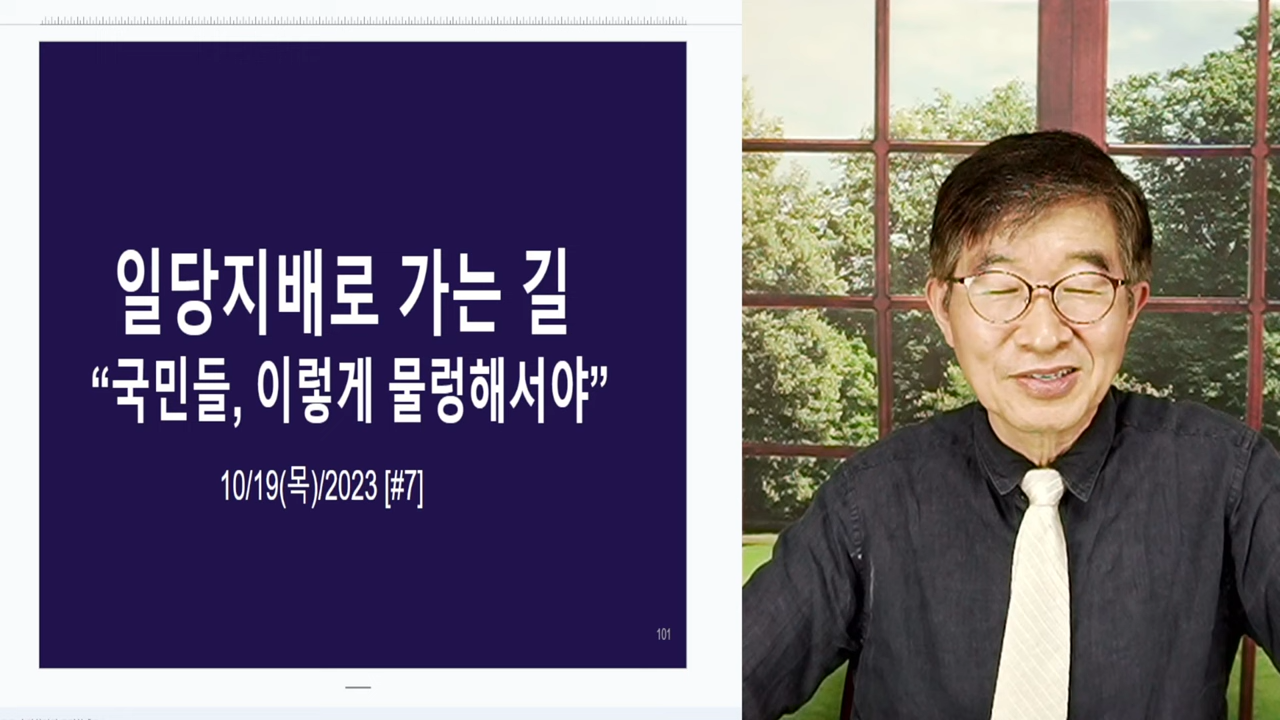 일당지배로 가는 길
“국민들, 이렇게 물렁해서야”
10/19(목)/2023 [#7]
101